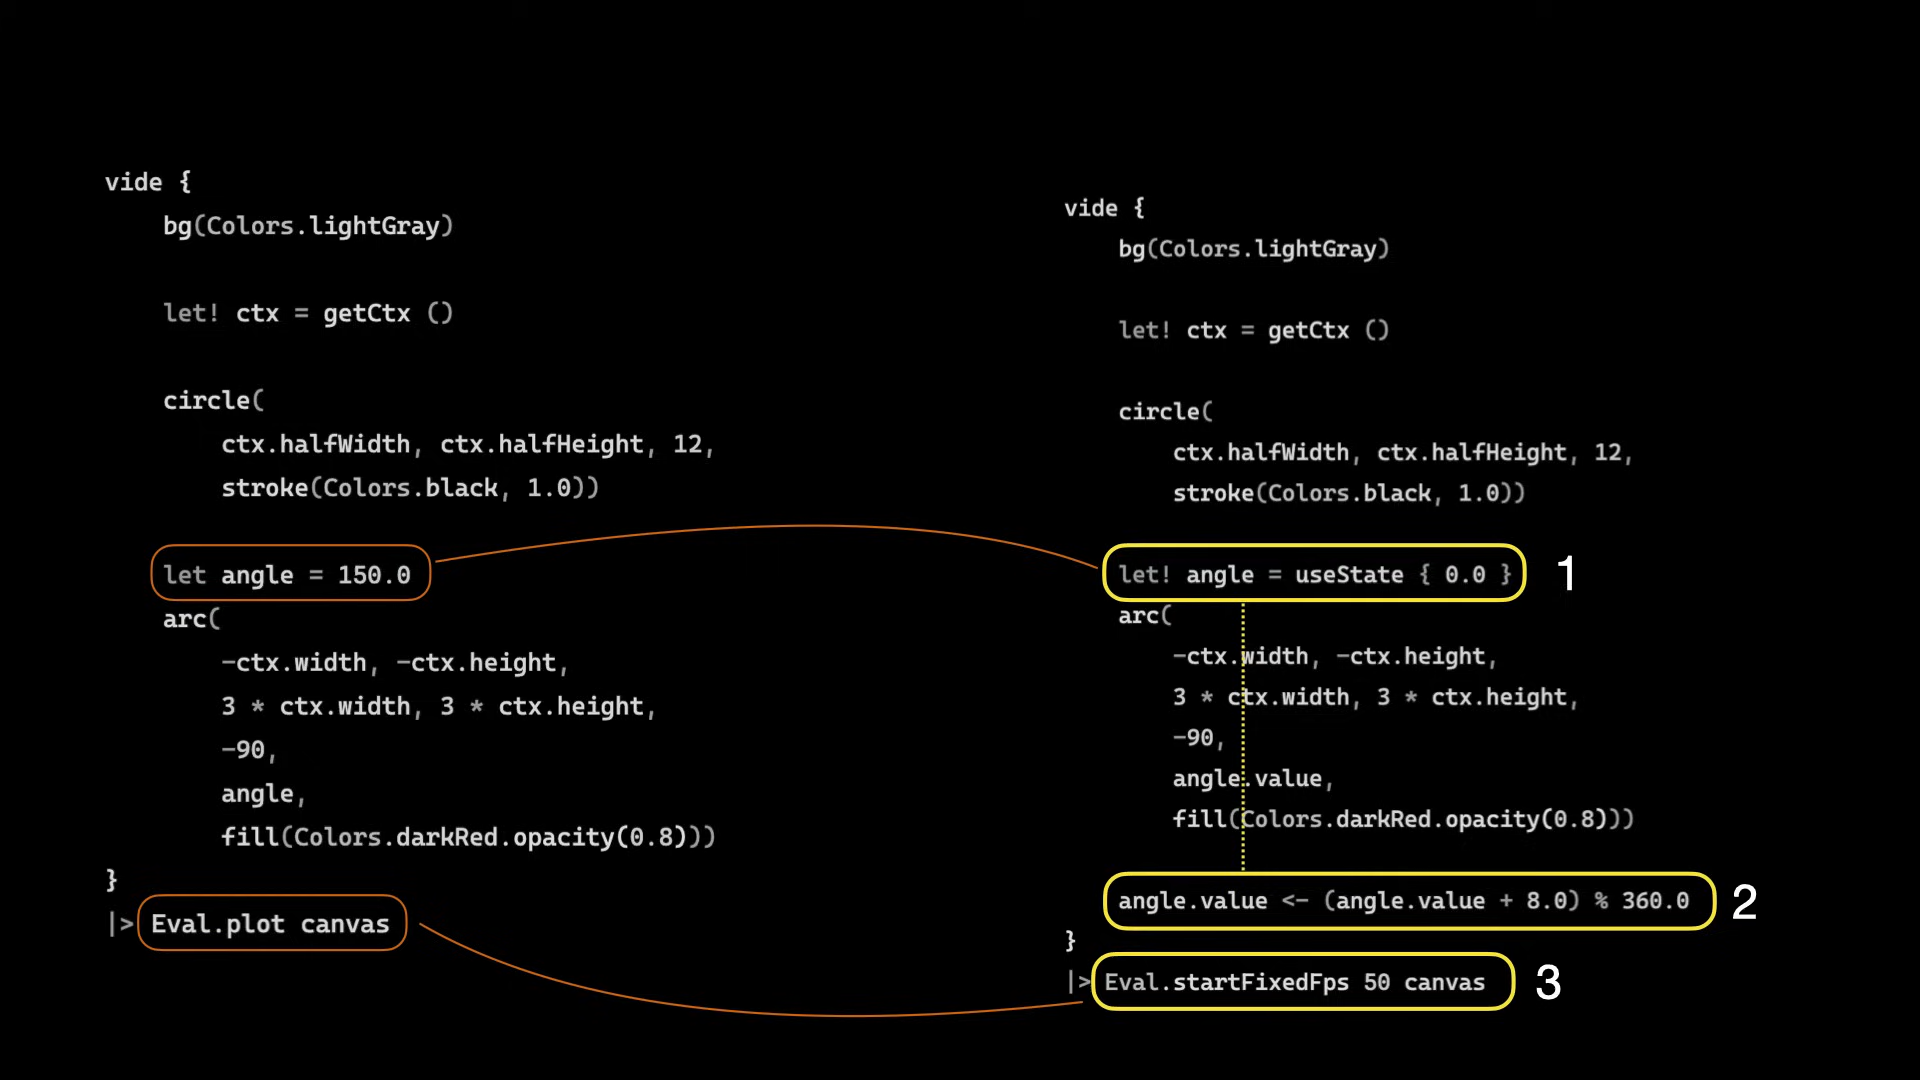 vide {
bg(Colors.lightGray)
let! ctx = getCtx ()
circle(
ctx.halfWidth, ctx.halfHeight, 12,
stroke(Colors.black, 1.0))
let angle = 150.0
arc(
-ctx.width, -ctx.height,
3 * ctx.width, 3 * ctx.height,
-90,
angle,
fill(Colors.darkRed.opacity(0.8)))
}
|> Eval.plot canvas
vide {
bg(Colors.lightGray)
let! ctx = getCtx ()
circle(
ctx.halfWidth, ctx.halfHeight, 12,
stroke(Colors.black, 1.0))
let! angle = useState { 0.0 } 1
arc(
-ctx.width, -ctx.height,
3 * ctx.width, 3 * ctx.height,
-90,
angle.value,
fill(Colors.darkRed.opacity(0.8)))
angle.value <- (angle.value + 8.0) % 360.0 2
}
|> Eval.startFixedFps 50 canvas 3